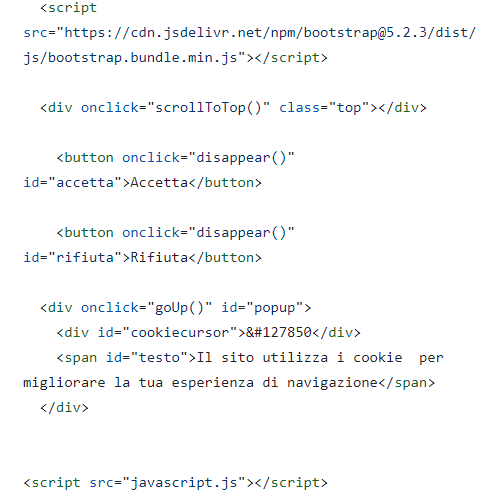 <script
src="https://cdn.jsdelivr.net/npm/bootstrap@5.2.3/dist/
js/bootstrap.bundle.min.js"></script>
<div onclick="scrollToTop()" class="top"></div>
<button onclick="disappear()"
id="accetta">Accetta</button>
<button onclick="disappear()"
id="rifiuta">Rifiuta</button>
<div onclick="goUp()" id="popup">
<div id="cookiecursor">&#127850</div>
<span id="testo">Il sito utilizza i cookie  per
migliorare la tua esperienza di navigazione</span>
</div>
<script src="javascript.js"></script>